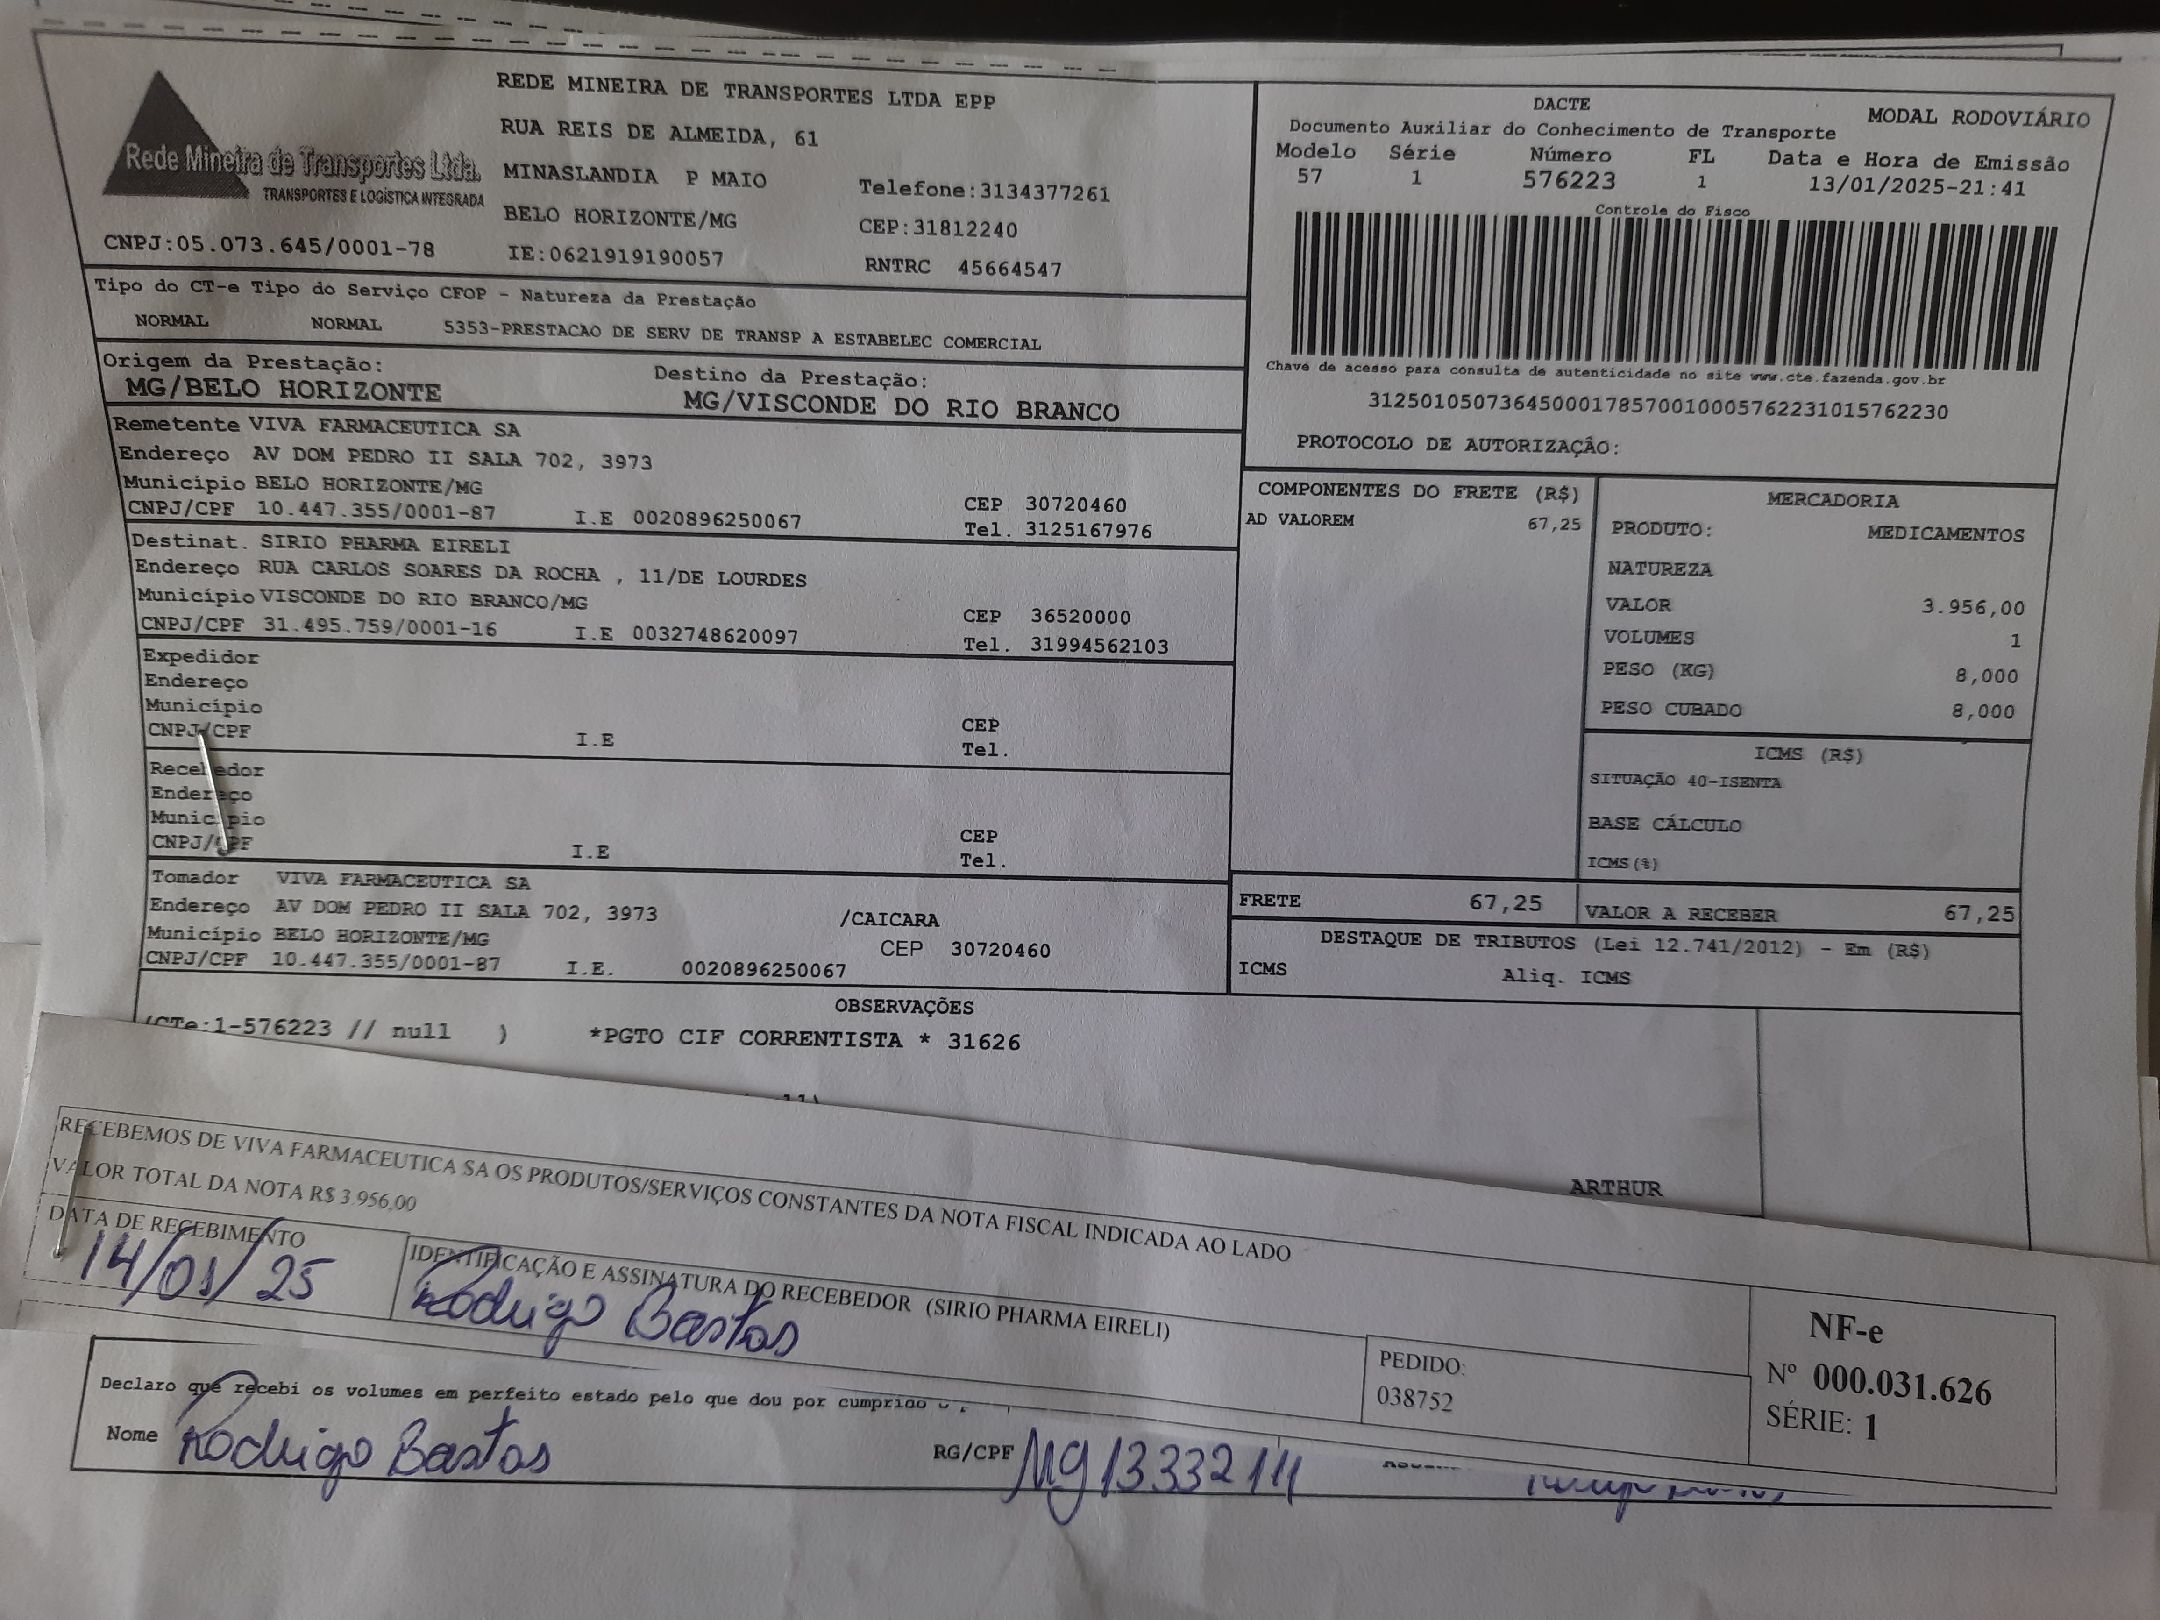 Rede Mineira de Transportes Ltda.
TRANSPORTES E LOGÍSTICA INTEGRADA
CNPJ:05.073.645/0001-78
REDE MINEIRA DE TRANSPORTES LTDA EPP
RUA REIS DE ALMEIDA, 61
MINASLANDIA P MAIO Telefone:3134377261
BELO HORIZONTE/MG CEP:31812240
IE:0621919190057 RNTRC 45664547
DACTE MODAL RODOVIÁRIO
Documento Auxiliar do Conhecimento de Transporte
Modelo Série Número FL Data e Hora de Emissão
57 1 576223 1 13/01/2025-21:41
Controle do Fisco
Chave de acesso para consulta de autenticidade no site www.cte.fazenda.gov.br
31250105073645000178570010005762231015762230
PROTOCOLO DE AUTORIZAÇÃO:
Tipo do CT-e Tipo do Serviço CFOP - Natureza da Prestação
NORMAL NORMAL 5353-PRESTACAO DE SERV DE TRANSP A ESTABELEC COMERCIAL
Origem da Prestação: Destino da Prestação:
MG/BELO HORIZONTE MG/VISCONDE DO RIO BRANCO
Remetente VIVA FARMACEUTICA SA
Endereço AV DOM PEDRO II SALA 702, 3973
Município BELO HORIZONTE/MG CEP 30720460
CNPJ/CPF 10.447.355/0001-87 I.E 0020896250067 Tel. 3125167976
Destinat. SIRIO PHARMA EIRELI
Endereço RUA CARLOS SOARES DA ROCHA , 11/DE LOURDES
Município VISCONDE DO RIO BRANCO/MG CEP 36520000
CNPJ/CPF 31.495.759/0001-16 I.E 0032748620097 Tel. 31994562103
Expedidor
Endereço
Município CEP
CNPJ/CPF I.E Tel.
Recebedor
Endereço
Município CEP
CNPJ/CPF I.E Tel.
Tomador VIVA FARMACEUTICA SA
Endereço AV DOM PEDRO II SALA 702, 3973 /CAICARA
Município BELO HORIZONTE/MG CEP 30720460
CNPJ/CPF 10.447.355/0001-87 I.E. 0020896250067
COMPONENTES DO FRETE (R$)
AD VALOREM 67,25
MERCADORIA
PRODUTO: MEDICAMENTOS
NATUREZA
VALOR 3.956,00
VOLUMES 1
PESO (KG) 8,000
PESO CUBADO 8,000
ICMS (R$)
SITUAÇÃO 40-ISENTA
BASE CÁLCULO
ICMS(%)
FRETE 67,25 VALOR A RECEBER 67,25
DESTAQUE DE TRIBUTOS (Lei 12.741/2012) - Em (R$)
ICMS Aliq. ICMS
OBSERVAÇÕES
(CTe:1-576223 // null ) *PGTO CIF CORRENTISTA * 31626
ARTHUR
RECEBEMOS DE VIVA FARMACEUTICA SA OS PRODUTOS/SERVIÇOS CONSTANTES DA NOTA FISCAL INDICADA AO LADO
VALOR TOTAL DA NOTA R$ 3.956,00
DATA DE RECEBIMENTO
14/01/25
IDENTIFICAÇÃO E ASSINATURA DO RECEBEDOR (SIRIO PHARMA EIRELI)
Rodrigo Bastos
PEDIDO:
038752
NF-e
Nº 000.031.626
SÉRIE: 1
Declaro que recebi os volumes em perfeito estado pelo que dou por cumprido
Nome Rodrigo Bastos RG/CPF Mg 13332111